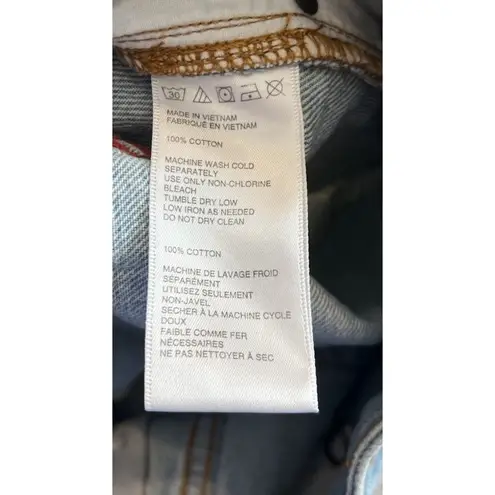 30
MADE IN VIETNAM
FABRIQUÉ EN VIETNAM
100% COTTON
MACHINE WASH COLD
SEPARATELY
USE ONLY NON-CHLORINE
BLEACH
TUMBLE DRY LOW
LOW IRON AS NEEDED
DO NOT DRY CLEAN
100% COTTON
MACHINE DE LAVAGE FROID
SÉPARÉMENT
UTILISEZ SEULEMENT
NON-JAVEL
SECHER À LA MACHINE CYCLE
DOUX
FAIBLE COMME FER
NÉCESSAIRES
NE PAS NETTOYER À SEC